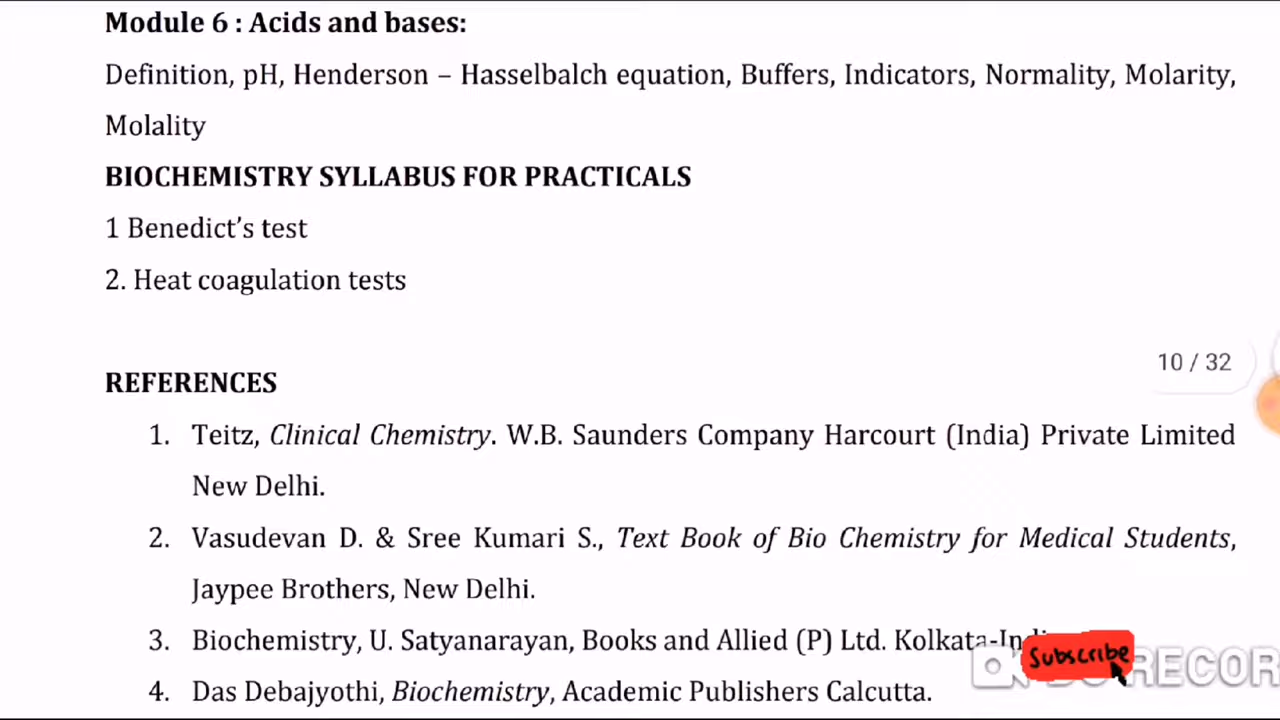 Module 6 : Acids and bases:
Definition, pH, Henderson – Hasselbalch equation, Buffers, Indicators, Normality, Molarity,
Molality
BIOCHEMISTRY SYLLABUS FOR PRACTICALS
1 Benedict's test
2. Heat coagulation tests
10 / 32
REFERENCES
1. Teitz, Clinical Chemistry. W.B. Saunders Company Harcourt (India) Private Limited
New Delhi.
2. Vasudevan D. & Sree Kumari S., Text Book of Bio Chemistry for Medical Students,
Jaypee Brothers, New Delhi.
3. Biochemistry, U. Satyanarayan, Books and Allied (P) Ltd. Kolkata-
Subscribe
4. Das Debajyothi, Biochemistry, Academic Publishers Calcutta.